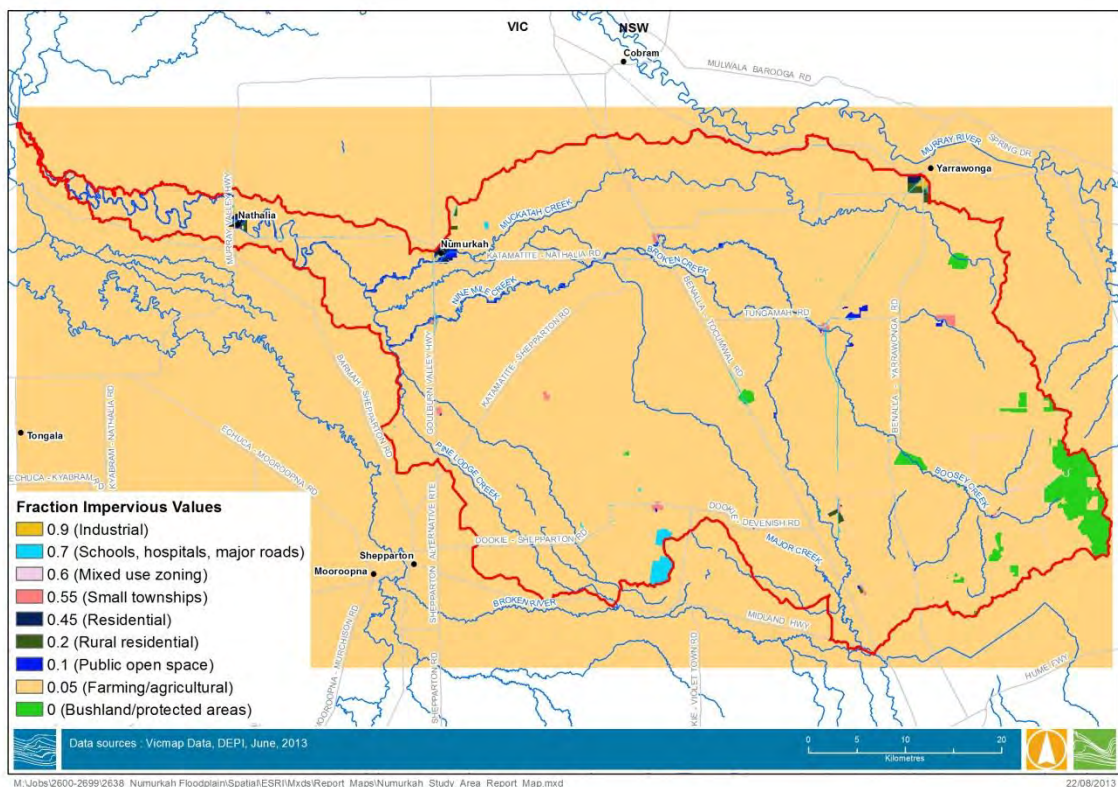 VIC NSW
Cobram
MULWALA BAROOGA RD
SPRING DR
MURRAY RIVER
Yarrawonga
MURRAY VALLEY HWY
Nathalia
MUCKATAH CREEK
Numurkah
KATAMATITE - NATHALIA RD
BROKEN CREEK
NINE MILE CREEK
BENALLA - TOCUMWAL RD
TUNGAMAH RD
KATAMATITE - SHEPPARTON RD
GOULBURN VALLEY HWY
BARMAH - SHEPPARTON RD
BENALLA - YARRAWONGA RD
Tongala
KYABRAM - NATHALIA RD
ECHUCA - MOOROOPNA RD
ECHUCA - KYABRAM RD
PINE LODGE CREEK
BOOSEY CREEK
DOOKIE - DEVENISH RD
MAJOR CREEK
DOOKIE - SHEPPARTON RD
SHEPPARTON ALTERNATIVE RTE
Shepparton
Mooroopna
BROKEN RIVER
MIDLAND HWY
HUME FWY
MOOROOPNA - MURCHISON RD
SHEPPARTON RD
KIE - VIOLET TOWN RD
Fraction Impervious Values
0.9 (Industrial)
0.7 (Schools, hospitals, major roads)
0.6 (Mixed use zoning)
0.55 (Small townships)
0.45 (Residential)
0.2 (Rural residential)
0.1 (Public open space)
0.05 (Farming/agricultural)
0 (Bushland/protected areas)
Data sources : Vicmap Data, DEPI, June, 2013
0 5 10 20
Kilometres
M:\Jobs\2600-2699\2638_Numurkah Floodplain\Spatial\ESRI\Mxds\Report_Maps\Numurkah_Study_Area_Report_Map.mxd 22/08/2013